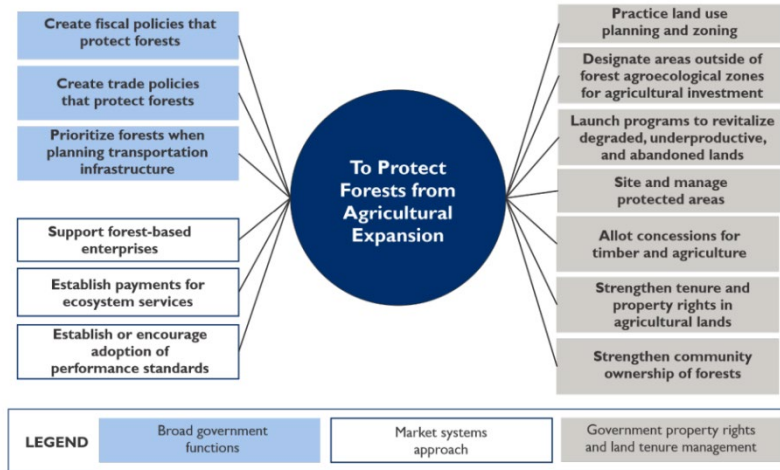 Create fiscal policies that
protect forests
Create trade policies
that protect forests
Prioritize forests when
planning transportation
infrastructure
Support forest-based
enterprises
Establish payments for
ecosystem services
Establish or encourage
adoption of
performance standards
To Protect
Forests from
Agricultural
Expansion
Practice land use
planning and zoning
Designate areas outside of
forest agroecological zones
for agricultural investment
Launch programs to revitalize
degraded, underproductive,
and abandoned lands
Site and manage
protected areas
Allot concessions for
timber and agriculture
Strengthen tenure and
property rights in
agricultural lands
Strengthen community
ownership of forests
LEGEND
Broad government
functions
Market systems
approach
Government property rights
and land tenure management